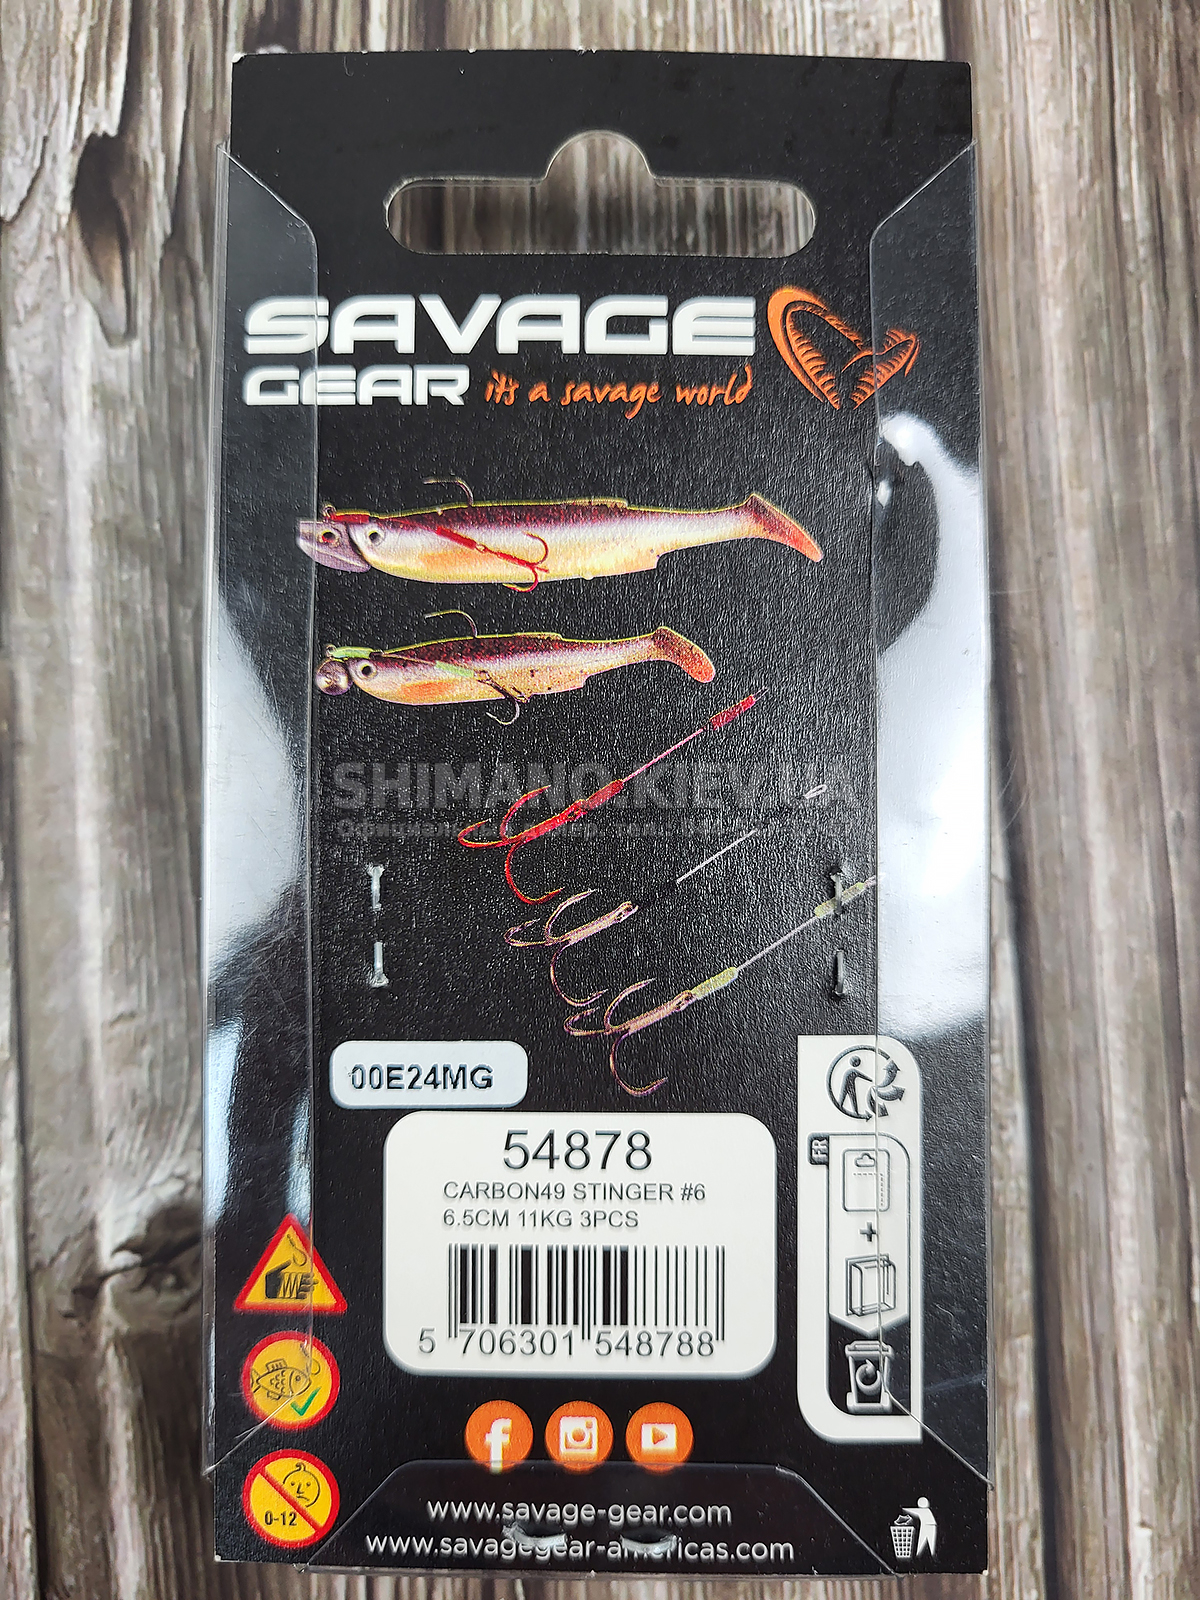 SAVAGE
GEAR it's a savage world
SHIMANO.KIEV.UA
00E24MG
54878
CARBON49 STINGER #6
6.5CM 11KG 3PCS
5 706301 548788
FR
+
0-12
www.savage-gear.com
www.savagegear-americas.com